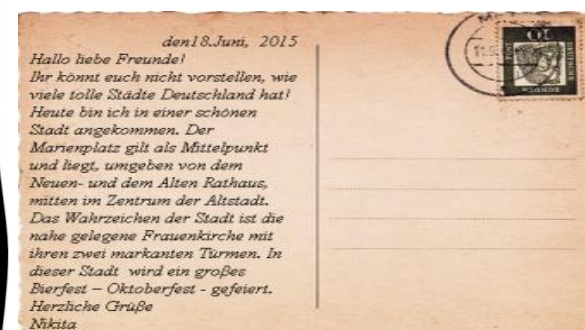 den18.Juni, 2015
Hallo liebe Freunde!
Ihr könnt euch nicht vorstellen, wie
viele tolle Städte Deutschland hat!
Heute bin ich in einer schönen
Stadt angekommen. Der
Marienplatz gilt als Mittelpunkt
und liegt, umgeben von dem
Neuen- und dem Alten Rathaus,
mitten im Zentrum der Altstadt.
Das Wahrzeichen der Stadt ist die
nahe gelegene Frauenkirche mit
ihren zwei markanten Türmen. In
dieser Stadt wird ein großes
Bierfest – Oktoberfest - gefeiert.
Herzliche Grüße
Nikita
10